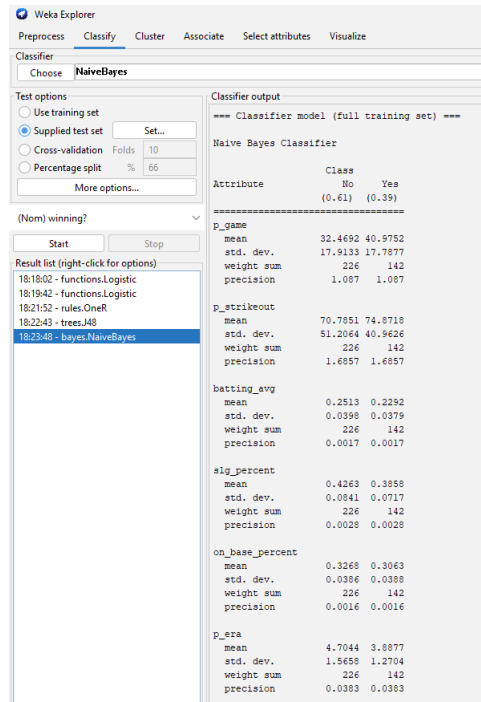 Weka Explorer
Preprocess Classify Cluster Associate Select attributes Visualize
Classifier
Choose NaiveBayes
Test options
Use training set
Supplied test set Set...
Cross-validation Folds 10
Percentage split % 66
More options...
(Nom) winning?
Start Stop
Result list (right-click for options)
18:18:02 - functions.Logistic
18:19:42 - functions.Logistic
18:21:52 - rules.OneR
18:22:43 - trees.J48
18:23:48 - bayes.NaiveBayes
Classifier output
=== Classifier model (full training set) ===
Naive Bayes Classifier
Class
Attribute No Yes
(0.61) (0.39)
==================================
p_game
mean 32.4692 40.9752
std. dev. 17.9133 17.7877
weight sum 226 142
precision 1.087 1.087
p_strikeout
mean 70.7851 74.8718
std. dev. 51.2064 40.9626
weight sum 226 142
precision 1.6857 1.6857
batting_avg
mean 0.2513 0.2292
std. dev. 0.0398 0.0379
weight sum 226 142
precision 0.0017 0.0017
slg_percent
mean 0.4263 0.3858
std. dev. 0.0841 0.0717
weight sum 226 142
precision 0.0028 0.0028
on_base_percent
mean 0.3268 0.3063
std. dev. 0.0386 0.0388
weight sum 226 142
precision 0.0016 0.0016
p_era
mean 4.7044 3.8877
std. dev. 1.5658 1.2704
weight sum 226 142
precision 0.0383 0.0383